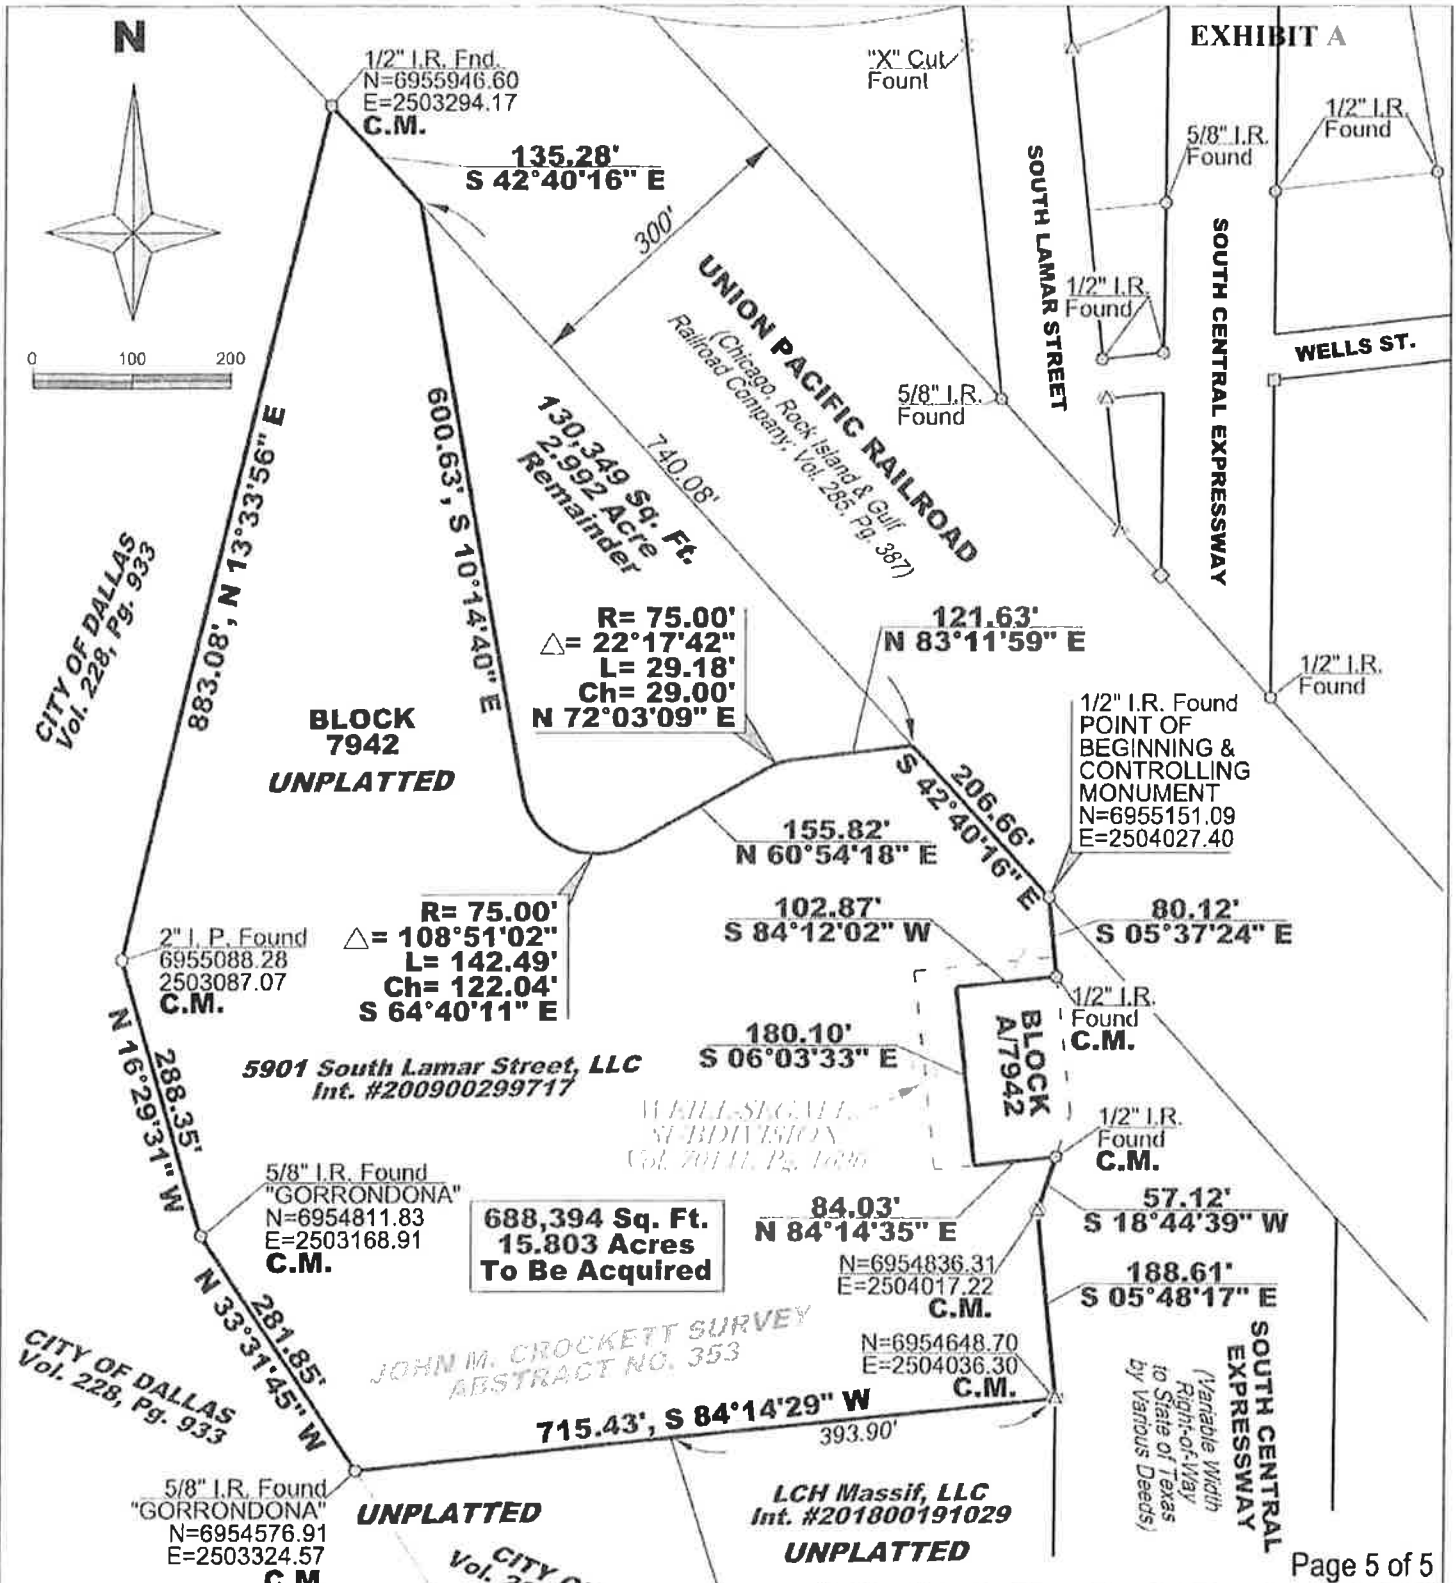 N
EXHIBIT A
1/2" I.R. Fnd.
N=6955946.60
E=2503294.17
C.M.
"X" Cut
Fount
1/2" I.R.
Found
5/8" I.R.
Found
135.28'
S 42°40'16" E
300'
SOUTH LAMAR STREET
SOUTH CENTRAL EXPRESSWAY
1/2" I.R.
Found
WELLS ST.
0 100 200
UNION PACIFIC RAILROAD
(Chicago, Rock Island & Gulf
Railroad Company, Vol. 285, Pg. 387)
5/8" I.R.
Found
883.08', N 13°33'56" E
600.63', S 10°14'40" E
130,349 Sq. Ft.
2.992 Acre
Remainder
740.08'
CITY OF DALLAS
Vol. 228, Pg. 933
R= 75.00'
△= 22°17'42"
L= 29.18'
Ch= 29.00'
N 72°03'09" E
121.63'
N 83°11'59" E
1/2" I.R.
Found
BLOCK
7942
UNPLATTED
1/2" I.R. Found
POINT OF
BEGINNING &
CONTROLLING
MONUMENT
N=6955151.09
E=2504027.40
206.66'
S 42°40'16" E
155.82'
N 60°54'18" E
R= 75.00'
△= 108°51'02"
L= 142.49'
Ch= 122.04'
S 64°40'11" E
102.87'
S 84°12'02" W
80.12'
S 05°37'24" E
2" I. P. Found
6955088.28
2503087.07
C.M.
1/2" I.R.
Found
C.M.
BLOCK
A/7942
180.10'
S 06°03'33" E
288.35'
N 16°29'31" W
5901 South Lamar Street, LLC
Int. #200900299717
WEILL-SEGALL
SUBDIVISION
Vol.
1/2" I.R.
Found
C.M.
5/8" I.R. Found
"GORRONDONA"
N=6954811.83
E=2503168.91
C.M.
688,394 Sq. Ft.
15.803 Acres
To Be Acquired
84.03'
N 84°14'35" E
57.12'
S 18°44'39" W
N=6954836.31
E=2504017.22
C.M.
188.61'
S 05°48'17" E
281.85'
N 33°31'45" W
CITY OF DALLAS
Vol. 228, Pg. 933
JOHN M. CROCKETT SURVEY
ABSTRACT NO. 353
N=6954648.70
E=2504036.30
C.M.
715.43', S 84°14'29" W
393.90'
SOUTH CENTRAL
EXPRESSWAY
(Variable Width
Right-of-Way
to State of Texas
by Various Deeds)
5/8" I.R. Found
"GORRONDONA"
N=6954576.91
E=2503324.57
C.M.
UNPLATTED
LCH Massif, LLC
Int. #201800191029
UNPLATTED
CITY
Vol.
Page 5 of 5